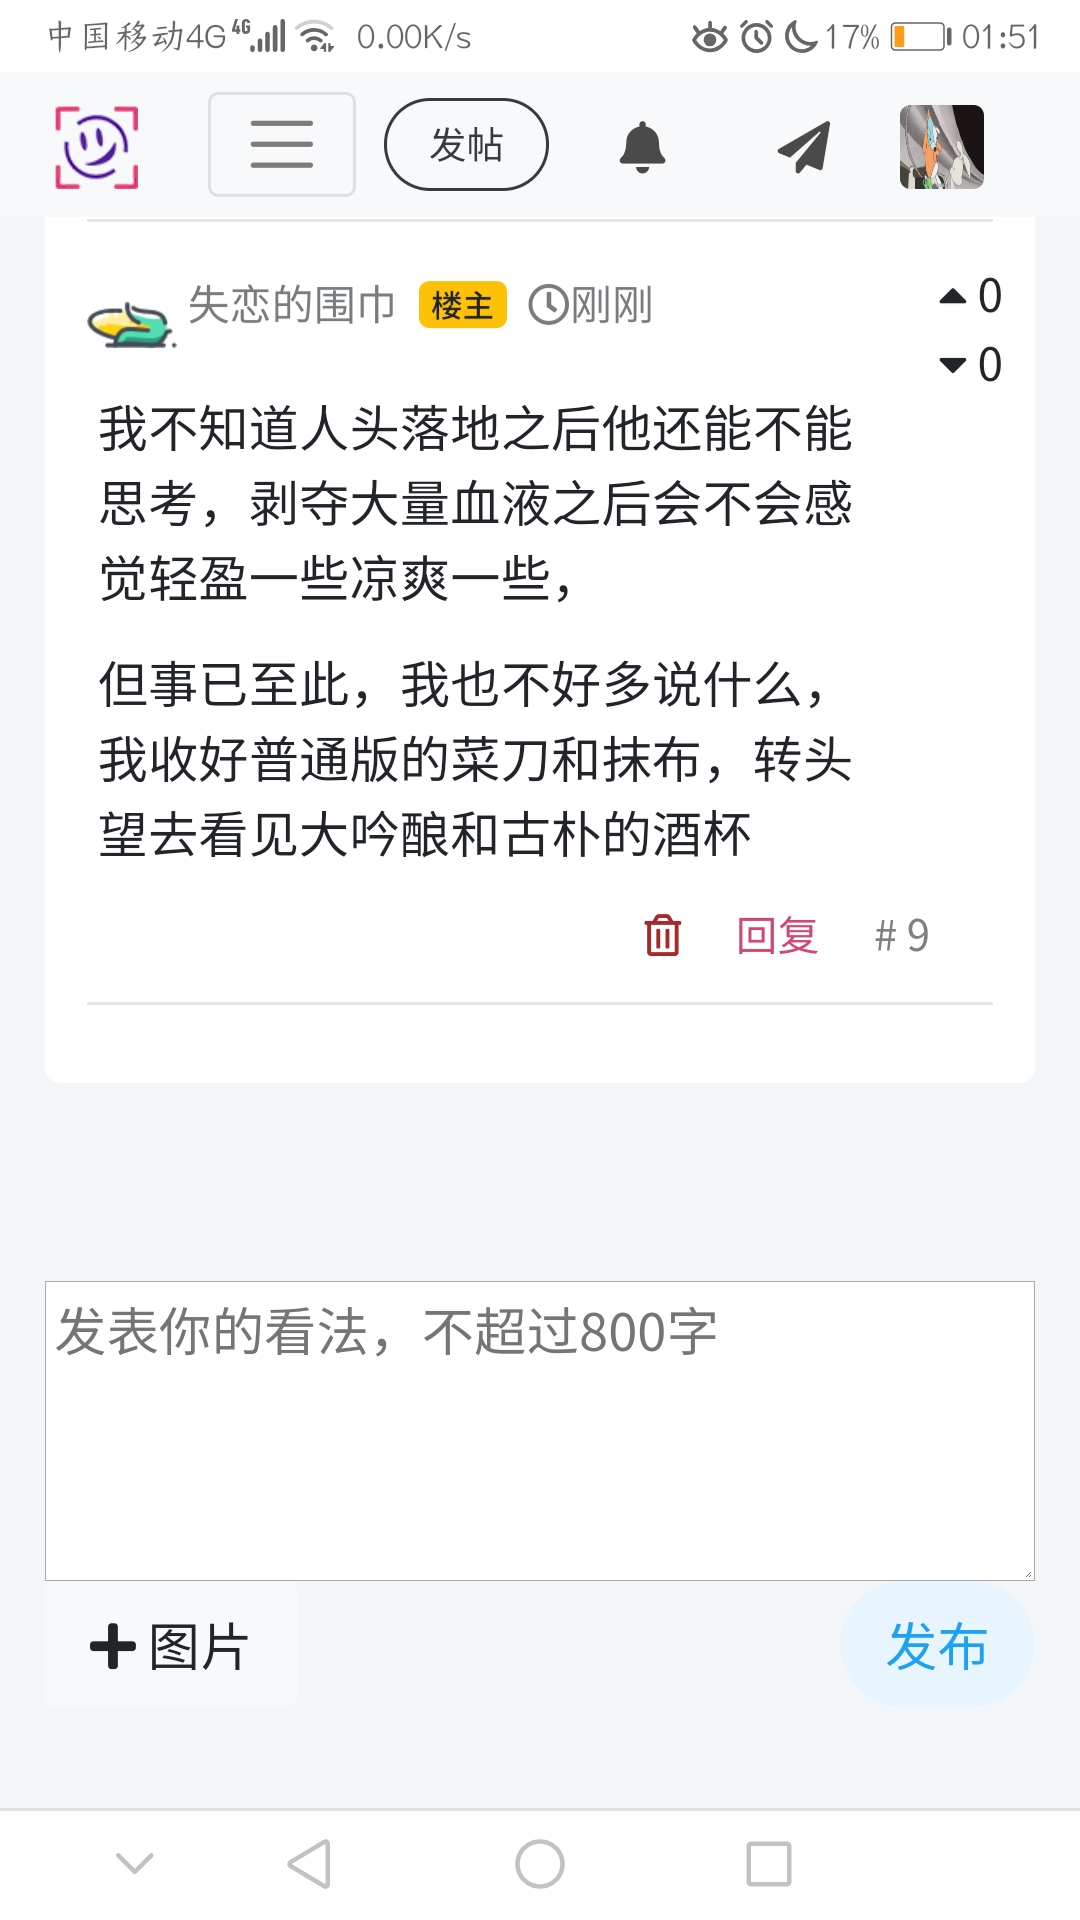 中国移动4G 4G 0.00K/s 17% 01:51
发帖
失恋的围巾 楼主 刚刚
0
0
我不知道人头落地之后他还能不能
思考，剥夺大量血液之后会不会感
觉轻盈一些凉爽一些，
但事已至此，我也不好多说什么，
我收好普通版的菜刀和抹布，转头
望去看见大吟酿和古朴的酒杯
回复 # 9
发表你的看法，不超过800字
图片
发布